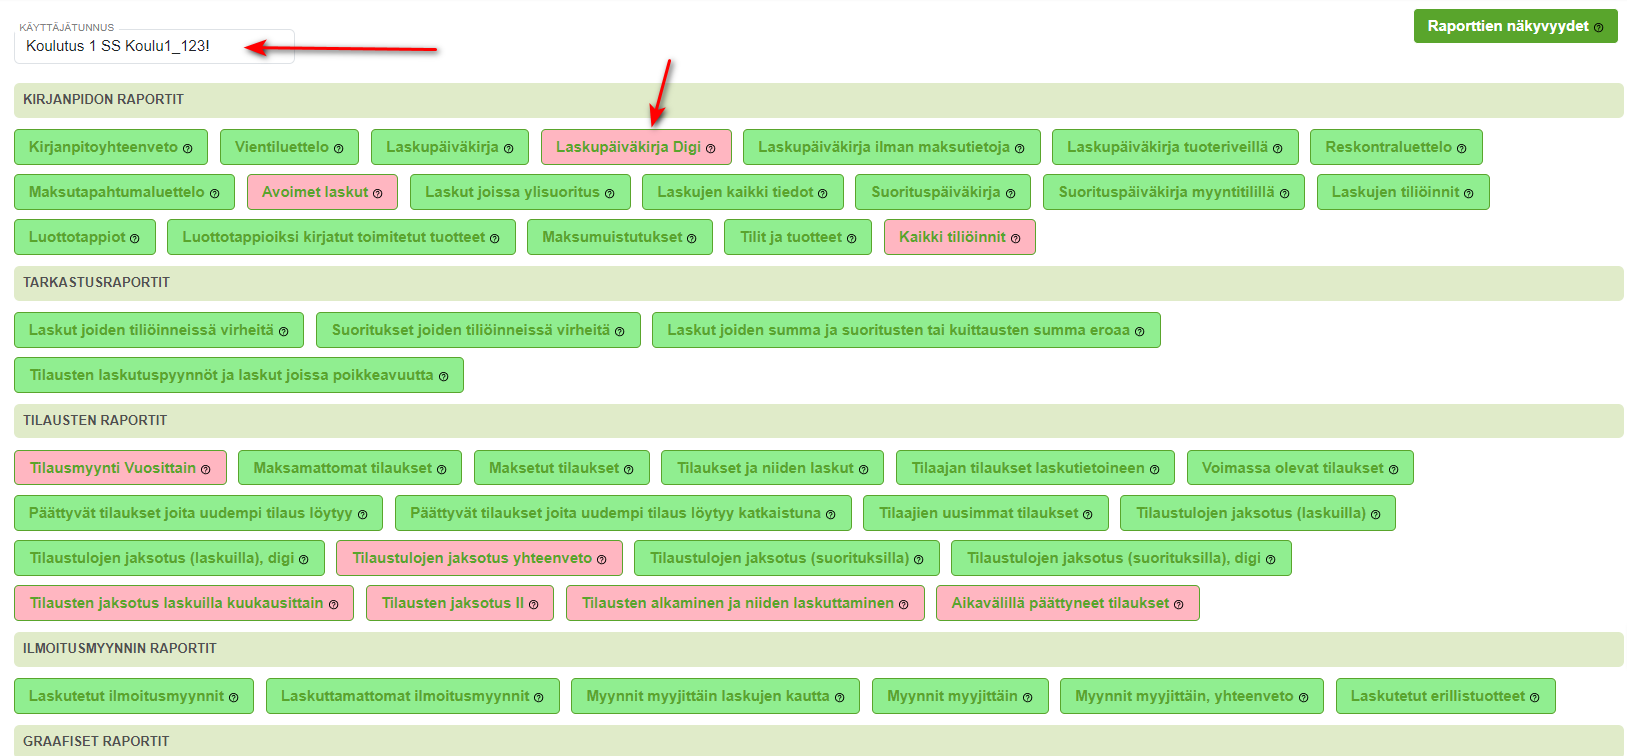 KÄYTTÄJÄTUNNUS
Koulutus 1 SS Koulu1_123!
Raporttien näkyvyydet
KIRJANPIDON RAPORTIT
Kirjanpitoyhteenveto Vientiluettelo Laskupäiväkirja Laskupäiväkirja Digi Laskupäiväkirja ilman maksutietoja Laskupäiväkirja tuoteriveillä Reskontraluettelo
Maksutapahtumaluettelo Avoimet laskut Laskut joissa ylisuoritus Laskujen kaikki tiedot Suorituspäiväkirja Suorituspäiväkirja myyntitilillä Laskujen tiliöinnit
Luottotappiot Luottotappioiksi kirjatut toimitetut tuotteet Maksumuistutukset Tilit ja tuotteet Kaikki tiliöinnit
TARKASTUSRAPORTIT
Laskut joiden tiliöinneissä virheitä Suoritukset joiden tiliöinneissä virheitä Laskut joiden summa ja suoritusten tai kuittausten summa eroaa
Tilausten laskutuspyynnöt ja laskut joissa poikkeavuutta
TILAUSTEN RAPORTIT
Tilausmyynti Vuosittain Maksamattomat tilaukset Maksetut tilaukset Tilaukset ja niiden laskut Tilaajan tilaukset laskutietoineen Voimassa olevat tilaukset
Päättyvät tilaukset joita uudempi tilaus löytyy Päättyvät tilaukset joita uudempi tilaus löytyy katkaistuna Tilaajien uusimmat tilaukset Tilaustulojen jaksotus (laskuilla)
Tilaustulojen jaksotus (laskuilla), digi Tilaustulojen jaksotus yhteenveto Tilaustulojen jaksotus (suorituksilla) Tilaustulojen jaksotus (suorituksilla), digi
Tilausten jaksotus laskuilla kuukausittain Tilausten jaksotus II Tilausten alkaminen ja niiden laskuttaminen Aikavälillä päättyneet tilaukset
ILMOITUSMYYNNIN RAPORTIT
Laskutetut ilmoitusmyynnit Laskuttamattomat ilmoitusmyynnit Myynnit myyjittäin laskujen kautta Myynnit myyjittäin Myynnit myyjittäin, yhteenveto Laskutetut erillistuotteet
GRAAFISET RAPORTIT